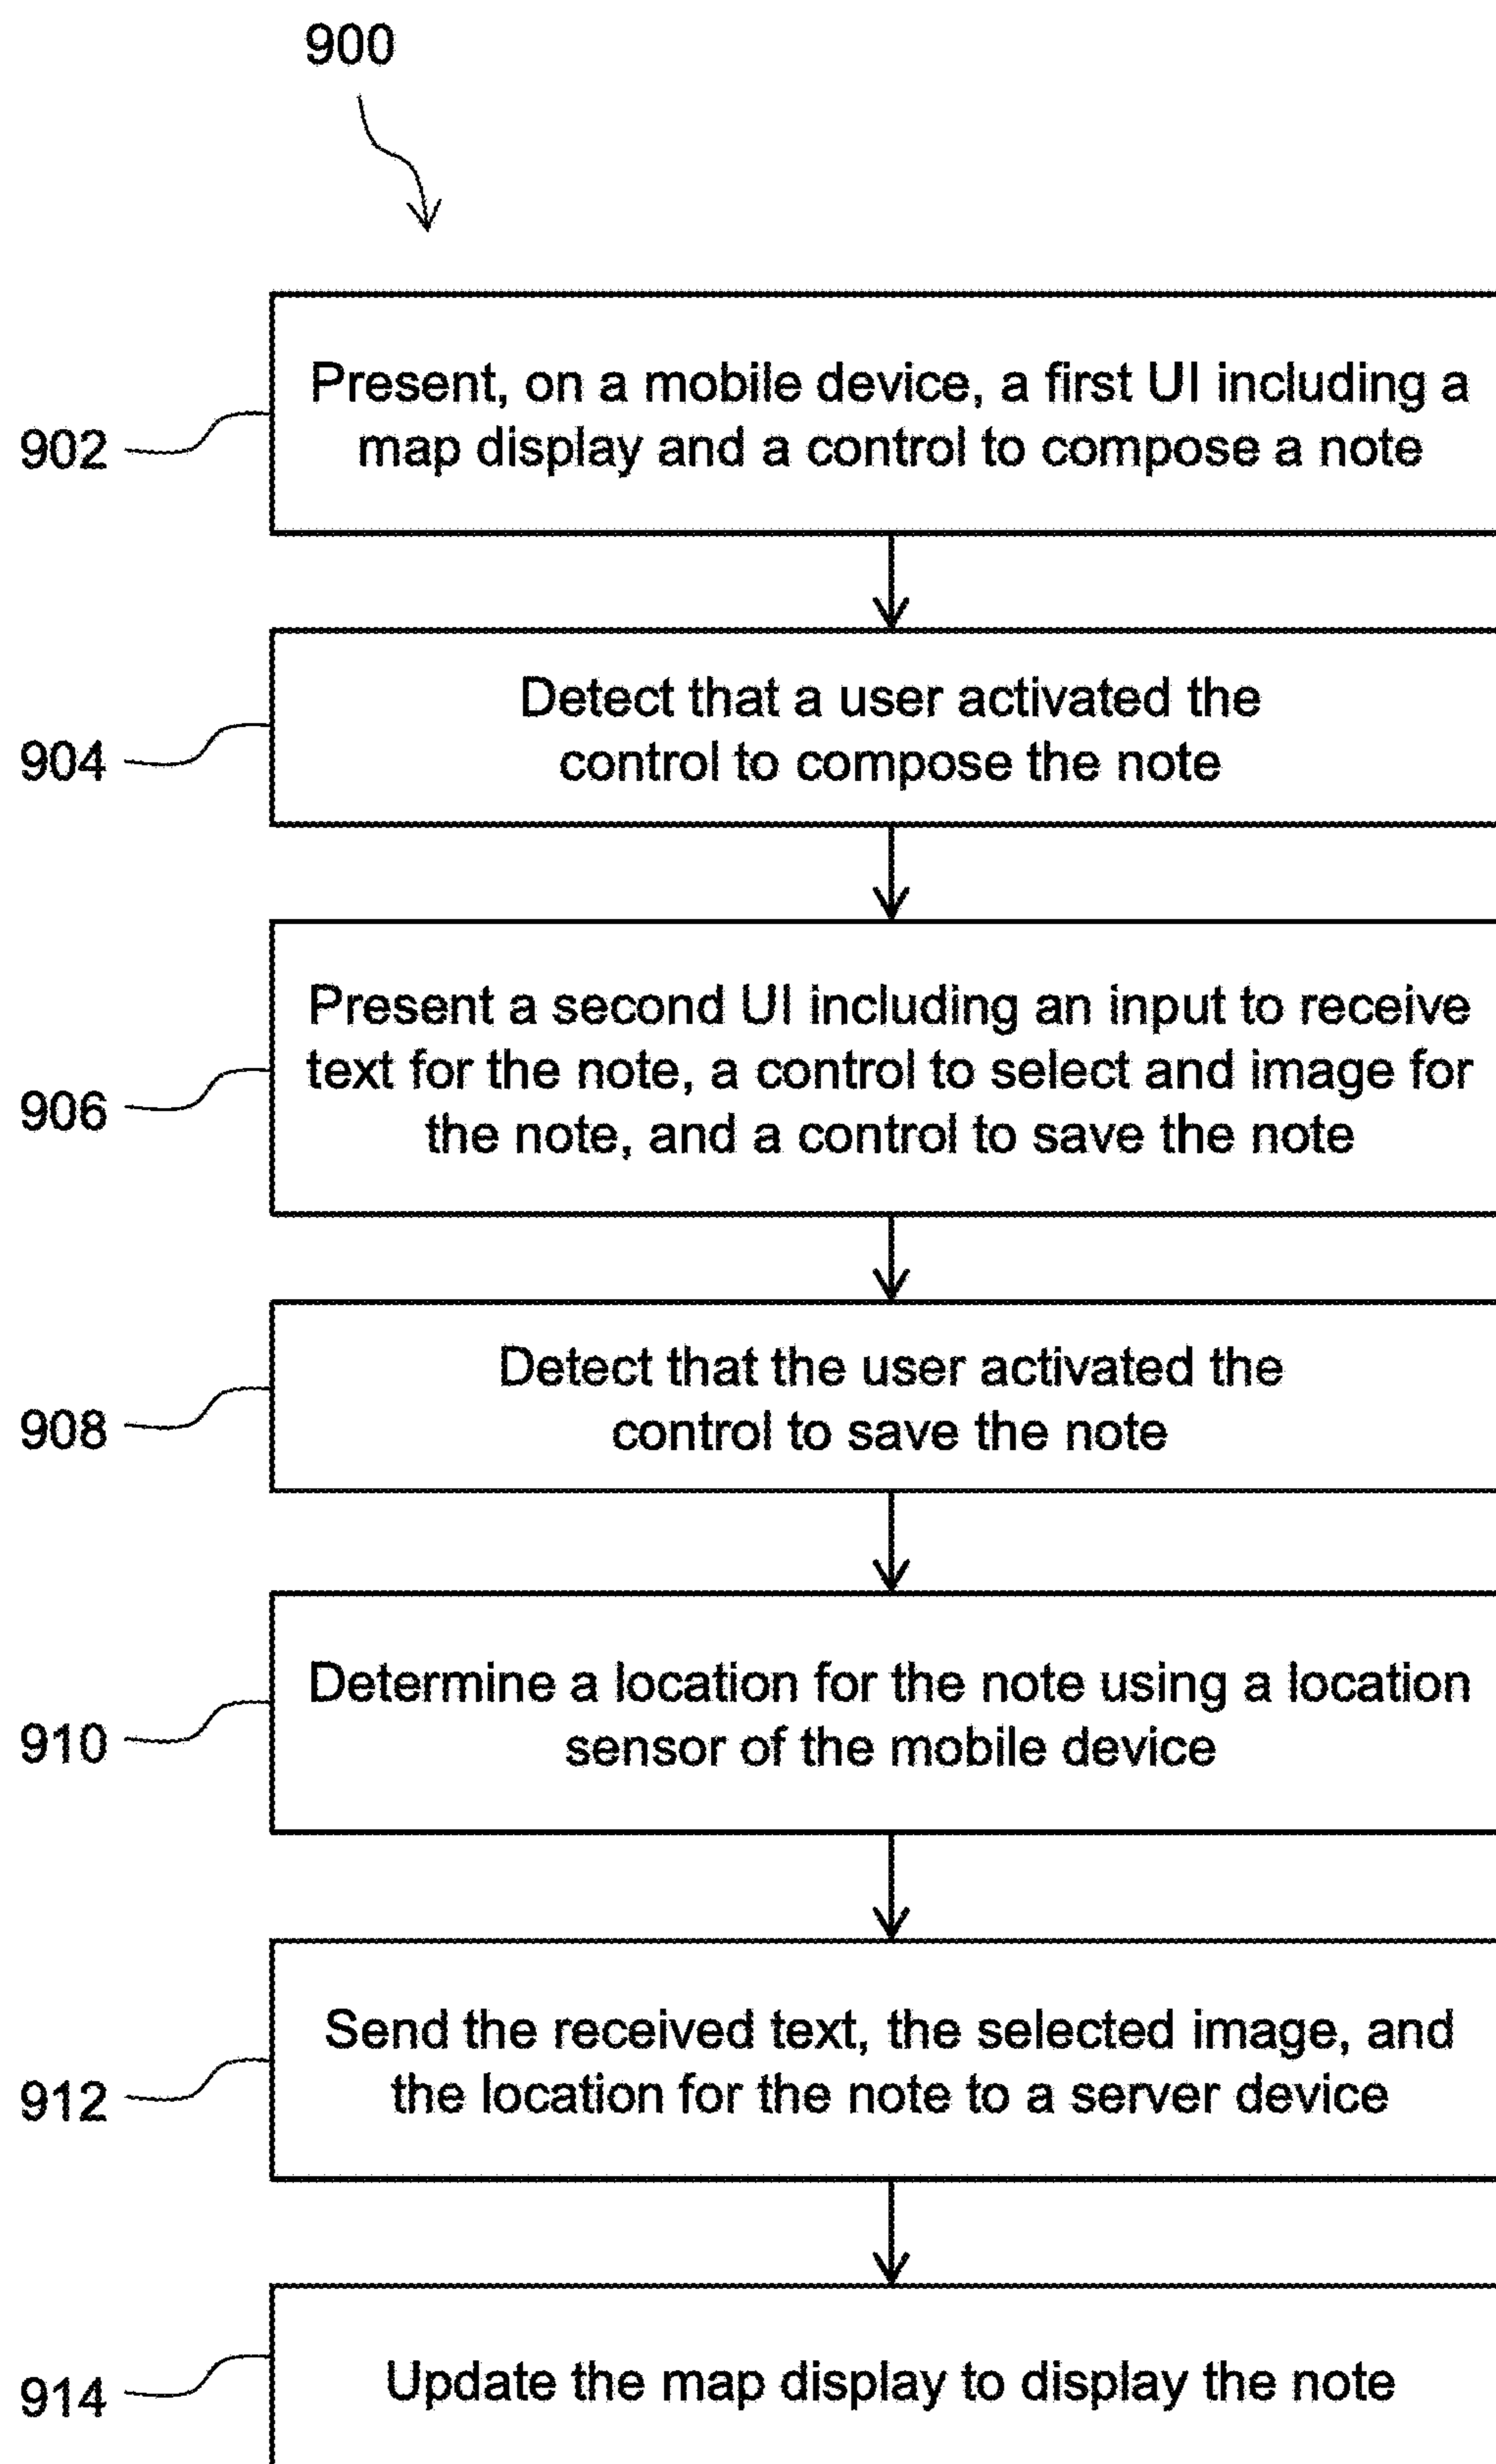 900
902
Present, on a mobile device, a first UI including a
map display and a control to compose a note
904
Detect that a user activated the
control to compose the note
906
Present a second UI including an input to receive
text for the note, a control to select and image for
the note, and a control to save the note
908
Detect that the user activated the
control to save the note
910
Determine a location for the note using a location
sensor of the mobile device
912
Send the received text, the selected image, and
the location for the note to a server device
914
Update the map display to display the note